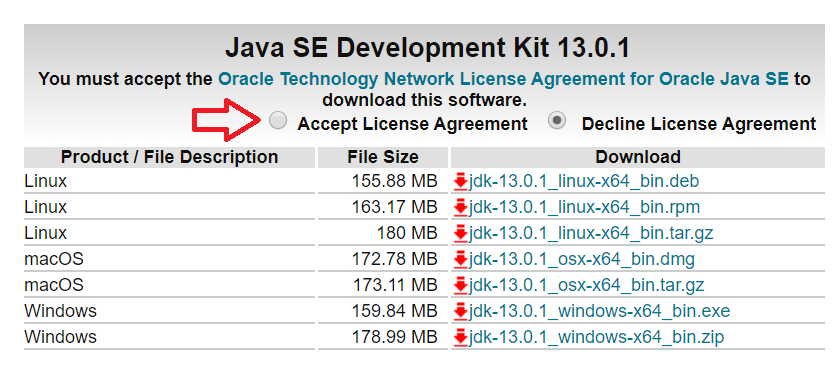 Java SE Development Kit 13.0.1
You must accept the Oracle Technology Network License Agreement for Oracle Java SE to
download this software.
Accept License Agreement Decline License Agreement
Product / File Description File Size Download
Linux 155.88 MB jdk-13.0.1_linux-x64_bin.deb
Linux 163.17 MB jdk-13.0.1_linux-x64_bin.rpm
Linux 180 MB jdk-13.0.1_linux-x64_bin.tar.gz
macOS 172.78 MB jdk-13.0.1_osx-x64_bin.dmg
macOS 173.11 MB jdk-13.0.1_osx-x64_bin.tar.gz
Windows 159.84 MB jdk-13.0.1_windows-x64_bin.exe
Windows 178.99 MB jdk-13.0.1_windows-x64_bin.zip